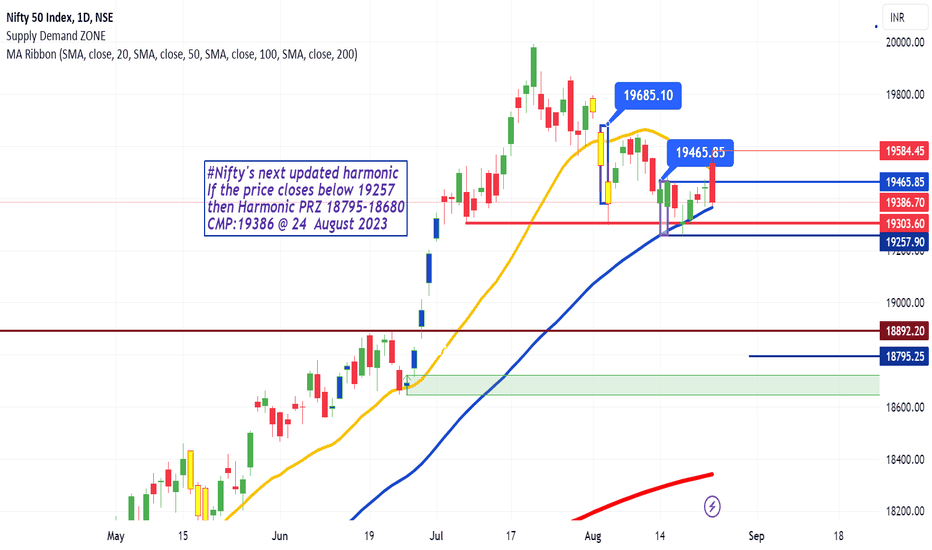 Nifty 50 Index, 1D, NSE
INR
Supply Demand ZONE
MA Ribbon (SMA, close, 20, SMA, close, 50, SMA, close, 100, SMA, close, 200)
20000.00
19800.00
19685.10
19584.45
19465.85
#Nifty's next updated harmonic
If the price closes below 19257
then Harmonic PRZ 18795-18680
CMP:19386 @ 24 August 2023
19465.85
19386.70
19303.60
19257.90
19200.00
19000.00
18892.20
18795.25
18600.00
18400.00
18200.00
May
15
Jun
19
Jul
17
Aug
14
Sep
18